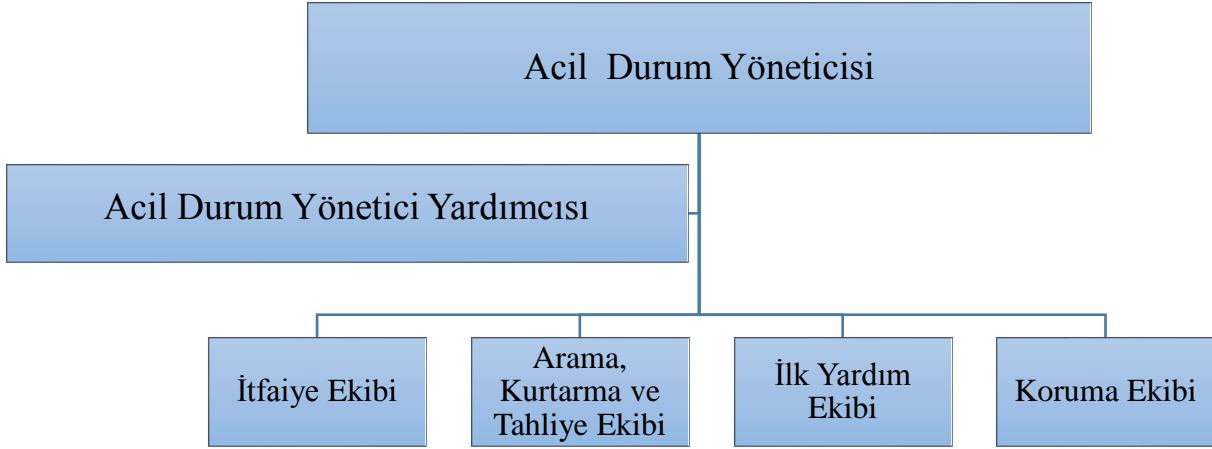 Acil  Durum Yöneticisi
Acil Durum Yönetici Yardımcısı
İtfaiye Ekibi
Arama,
Kurtarma ve
Tahliye Ekibi
İlk Yardım
Ekibi
Koruma Ekibi